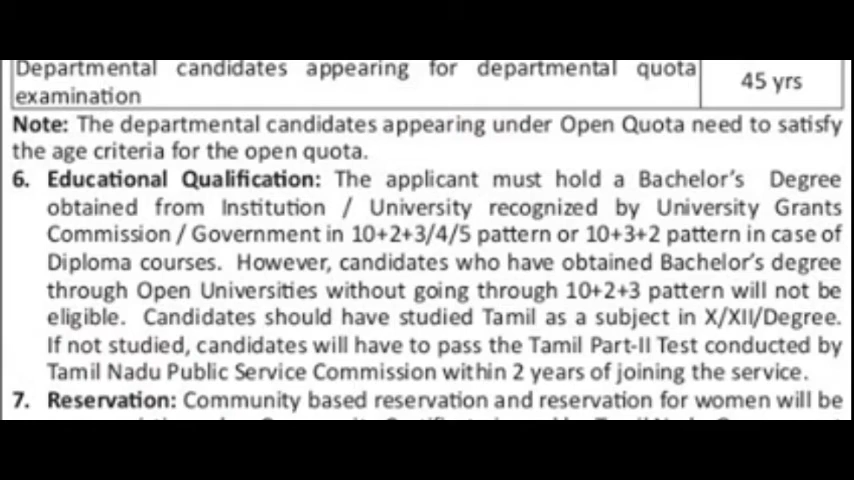 Departmental candidates appearing for departmental quota
examination
45 yrs
Note: The departmental candidates appearing under Open Quota need to satisfy
the age criteria for the open quota.
6. Educational Qualification: The applicant must hold a Bachelor's Degree
obtained from Institution / University recognized by University Grants
Commission / Government in 10+2+3/4/5 pattern or 10+3+2 pattern in case of
Diploma courses. However, candidates who have obtained Bachelor's degree
through Open Universities without going through 10+2+3 pattern will not be
eligible. Candidates should have studied Tamil as a subject in X/XII/Degree.
If not studied, candidates will have to pass the Tamil Part-II Test conducted by
Tamil Nadu Public Service Commission within 2 years of joining the service.
7. Reservation: Community based reservation and reservation for women will be